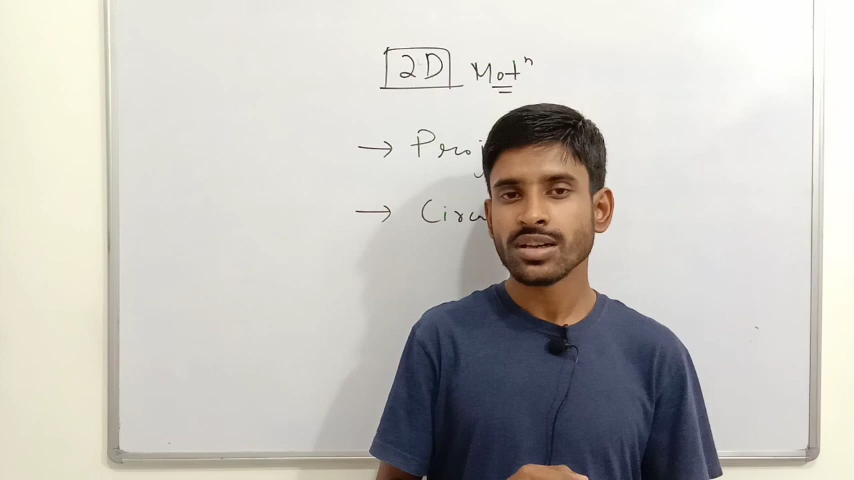 2D Motⁿ
→ Proj
→ Circ